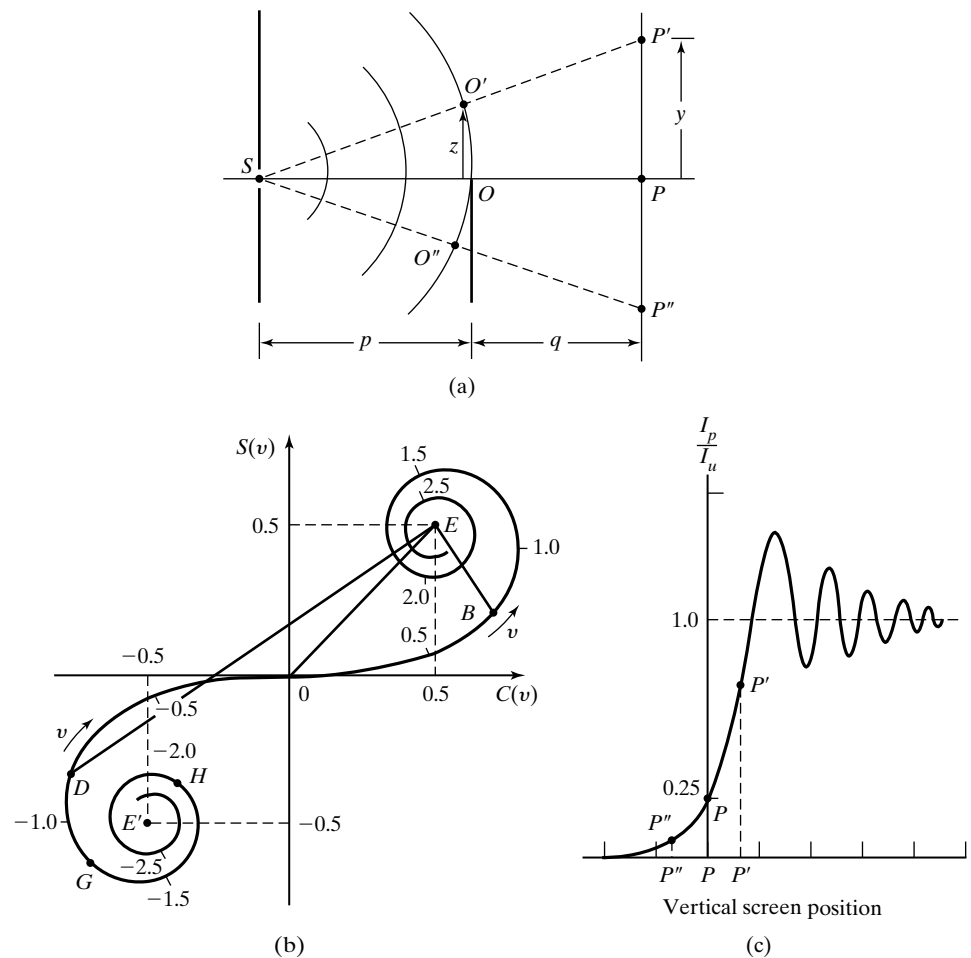 P′
O′
y
z
S
O
P
O″
P″
p
q
(a)
S(υ)
1.5
2.5
0.5
E
1.0
2.0
B
υ
0.5
−0.5
0
0.5
C(υ)
−0.5
υ
−2.0
D
H
−1.0
E′
−0.5
−2.5
G
−1.5
(b)
I_p
I_u
1.0
P′
0.25
P
P″
P″ P P′
Vertical screen position
(c)